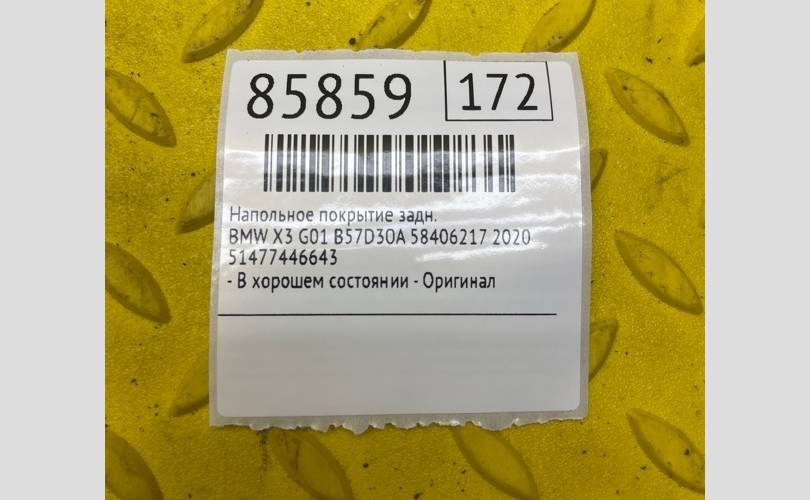 85859 172
Напольное покрытие задн.
BMW X3 G01 B57D30A 58406217 2020
51477446643
- В хорошем состоянии - Оригинал